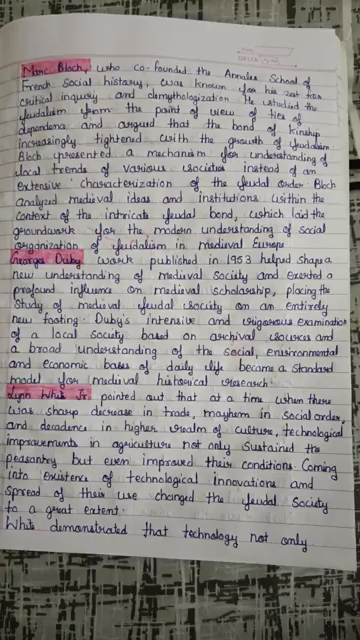 Marc Bloch, who co-founded the Annales School of
French Social history, was known for his zest for
critical inquiry and demythologization. He studied the
feudalism from the point of view of ties of
dependence and argued that the bond of kinship
increasingly tightened with the growth of feudalism
Bloch presented a mechanism for understanding of
local trends of various societies instead of an
extensive characterization of the feudal order. Bloch
analyzed medieval ideas and Institutions within the
context of the intricate feudal bond, which laid the
groundwork for the modern understanding of social
organization of feudalism in medieval Europe
Georges Duby work published in 1953 helped shape a
new understanding of medieval Society and exerted a
profound influence on medieval scholarship, placing the
Study of medieval feudal society on an entirely
new footing. Duby's intensive and vigorous examination
of a local Society based on archival sources and
a broad understanding of the social, environmental
and economic bases of daily life became a Standard
model for medieval historical research.
Lynn White Jr. pointed out that at a time when there
was sharp decrease in trade, mayhem in social order,
and decadence in higher realm of culture, technological
improvements in agriculture not only sustained the
peasantry but even improved their conditions. Coming
into existence of technological innovations and
spread of their use changed the feudal Society
to a great extent.
White demonstrated that technology not only